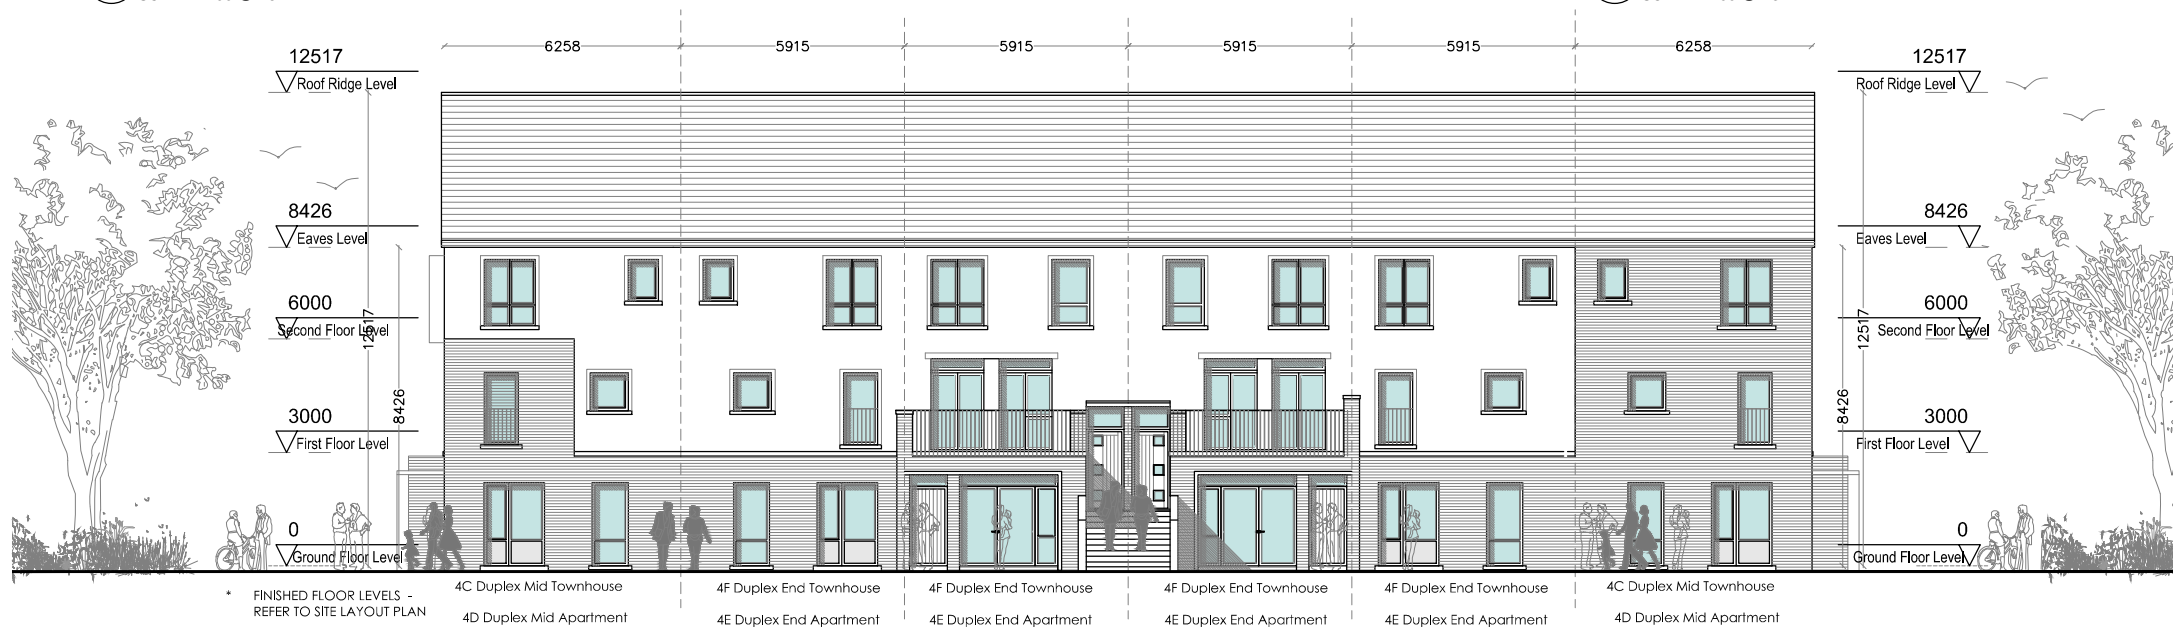 6258 5915 5915 5915 5915 6258
12517 12517
Roof Ridge Level Roof Ridge Level
8426 8426
Eaves Level Eaves Level
6000 6000
Second Floor Level Second Floor Level
12517 12517
8426 8426
3000 3000
First Floor Level First Floor Level
0 0
Ground Floor Level Ground Floor Level
4C Duplex Mid Townhouse 4F Duplex End Townhouse 4F Duplex End Townhouse 4F Duplex End Townhouse 4F Duplex End Townhouse 4C Duplex Mid Townhouse
* FINISHED FLOOR LEVELS -
REFER TO SITE LAYOUT PLAN
4D Duplex Mid Apartment 4E Duplex End Apartment 4E Duplex End Apartment 4E Duplex End Apartment 4E Duplex End Apartment 4D Duplex Mid Apartment